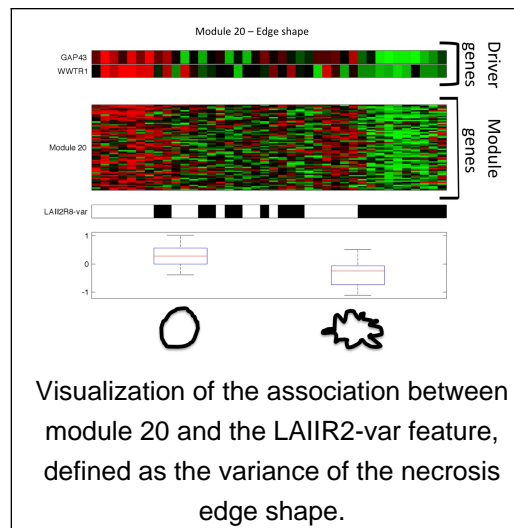 Module 20 – Edge shape
GAP43
WWTR1
Driver
genes
Module 20
Module
genes
LAII2R8-var
1
0
-1
Visualization of the association between
module 20 and the LAIIR2-var feature,
defined as the variance of the necrosis
edge shape.